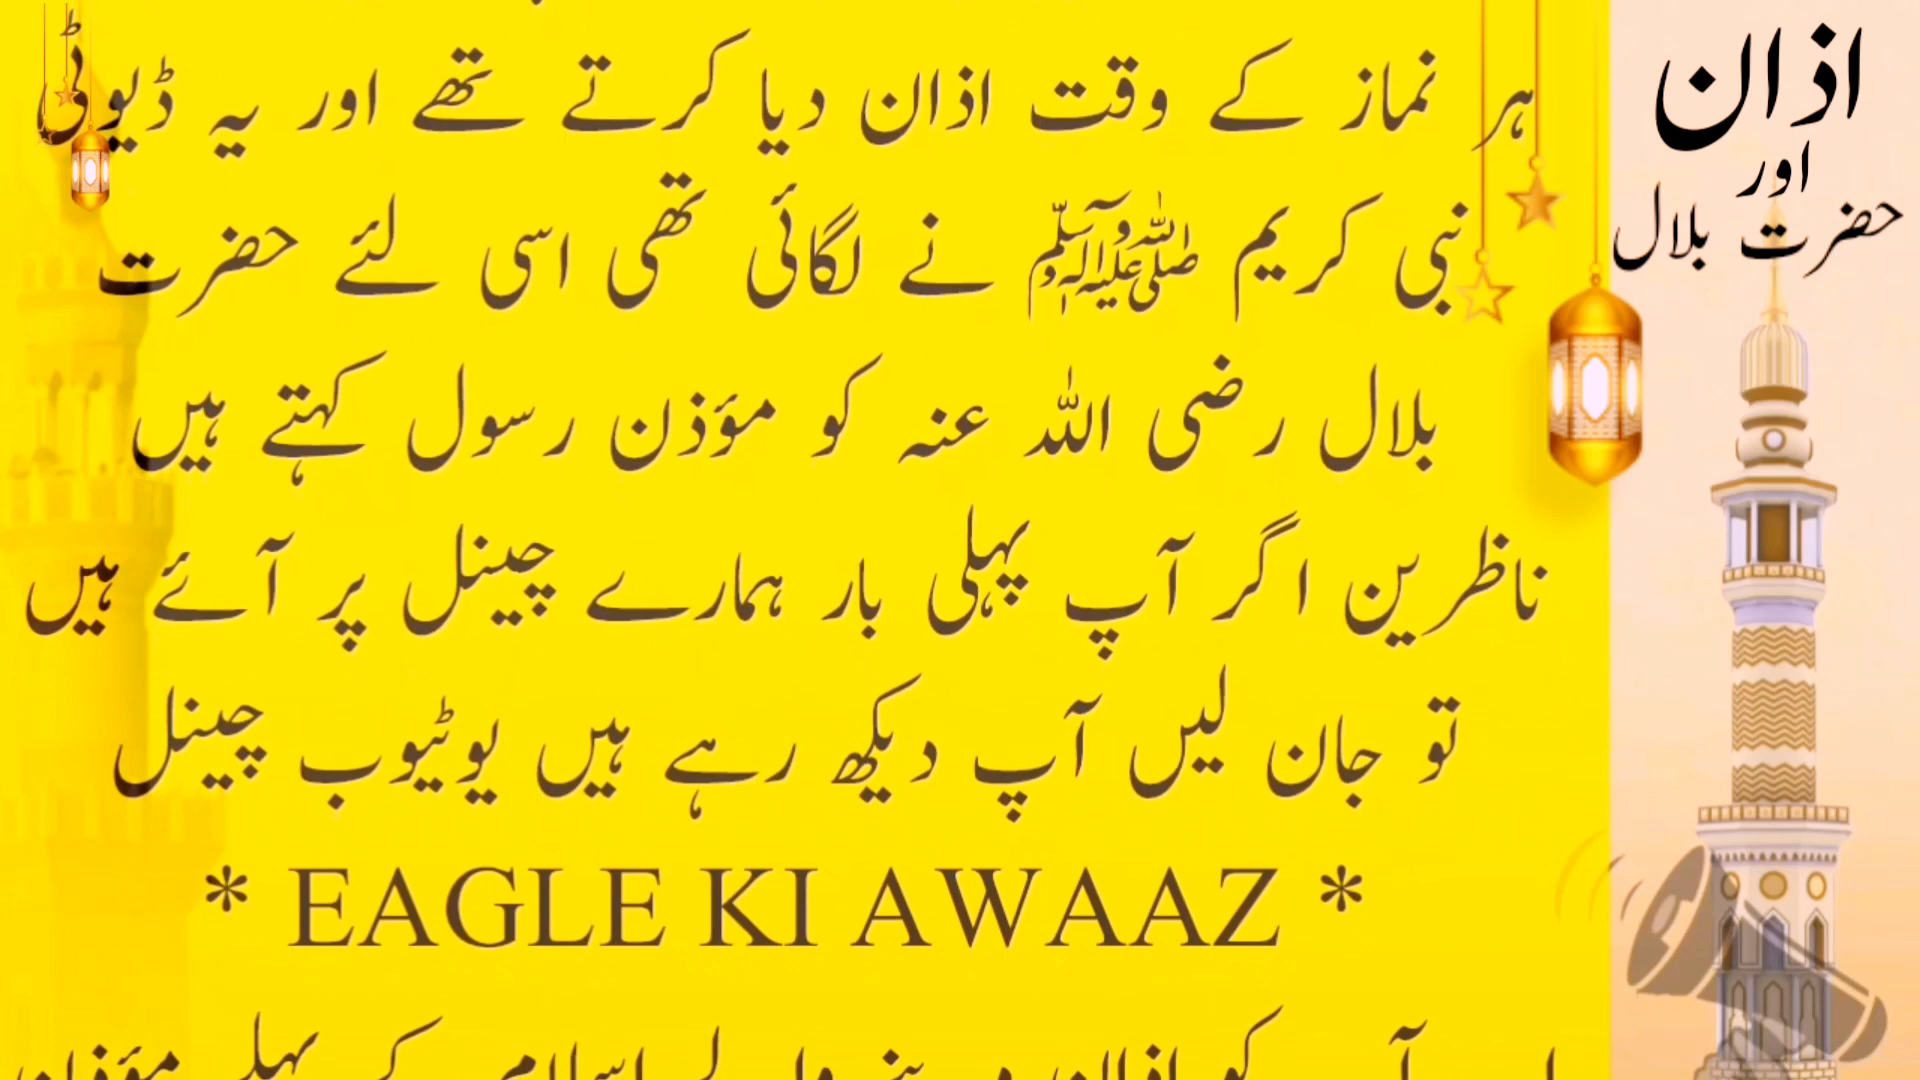 ہر نماز کے وقت اذان دیا کرتے تھے اور یہ ڈیوٹی
نبی کریم ﷺ نے لگائی تھی اسی لئے حضرت
بلال رضی اللہ عنہ کو مؤذن رسول کہتے ہیں
ناظرین اگر آپ پہلی بار ہمارے چینل پر آئے ہیں
تو جان لیں آپ دیکھ رہے ہیں یوٹیوب چینل
* EAGLE KI AWAAZ *
اذان
اور
حضرت بلال